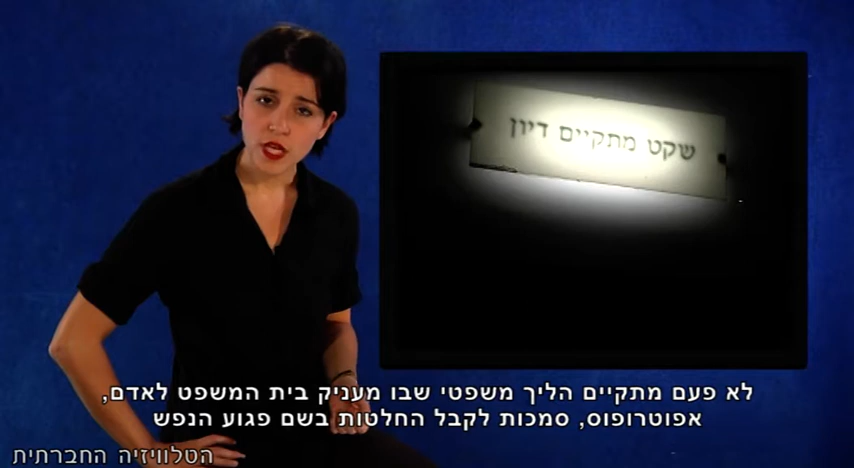 שקט מתקיים דיון
לא פעם מתקיים הליך משפטי שבו מעניק בית המשפט לאדם,
אפוטרופוס, סמכות לקבל החלטות בשם פגוע הנפש
הטלוויזיה החברתית